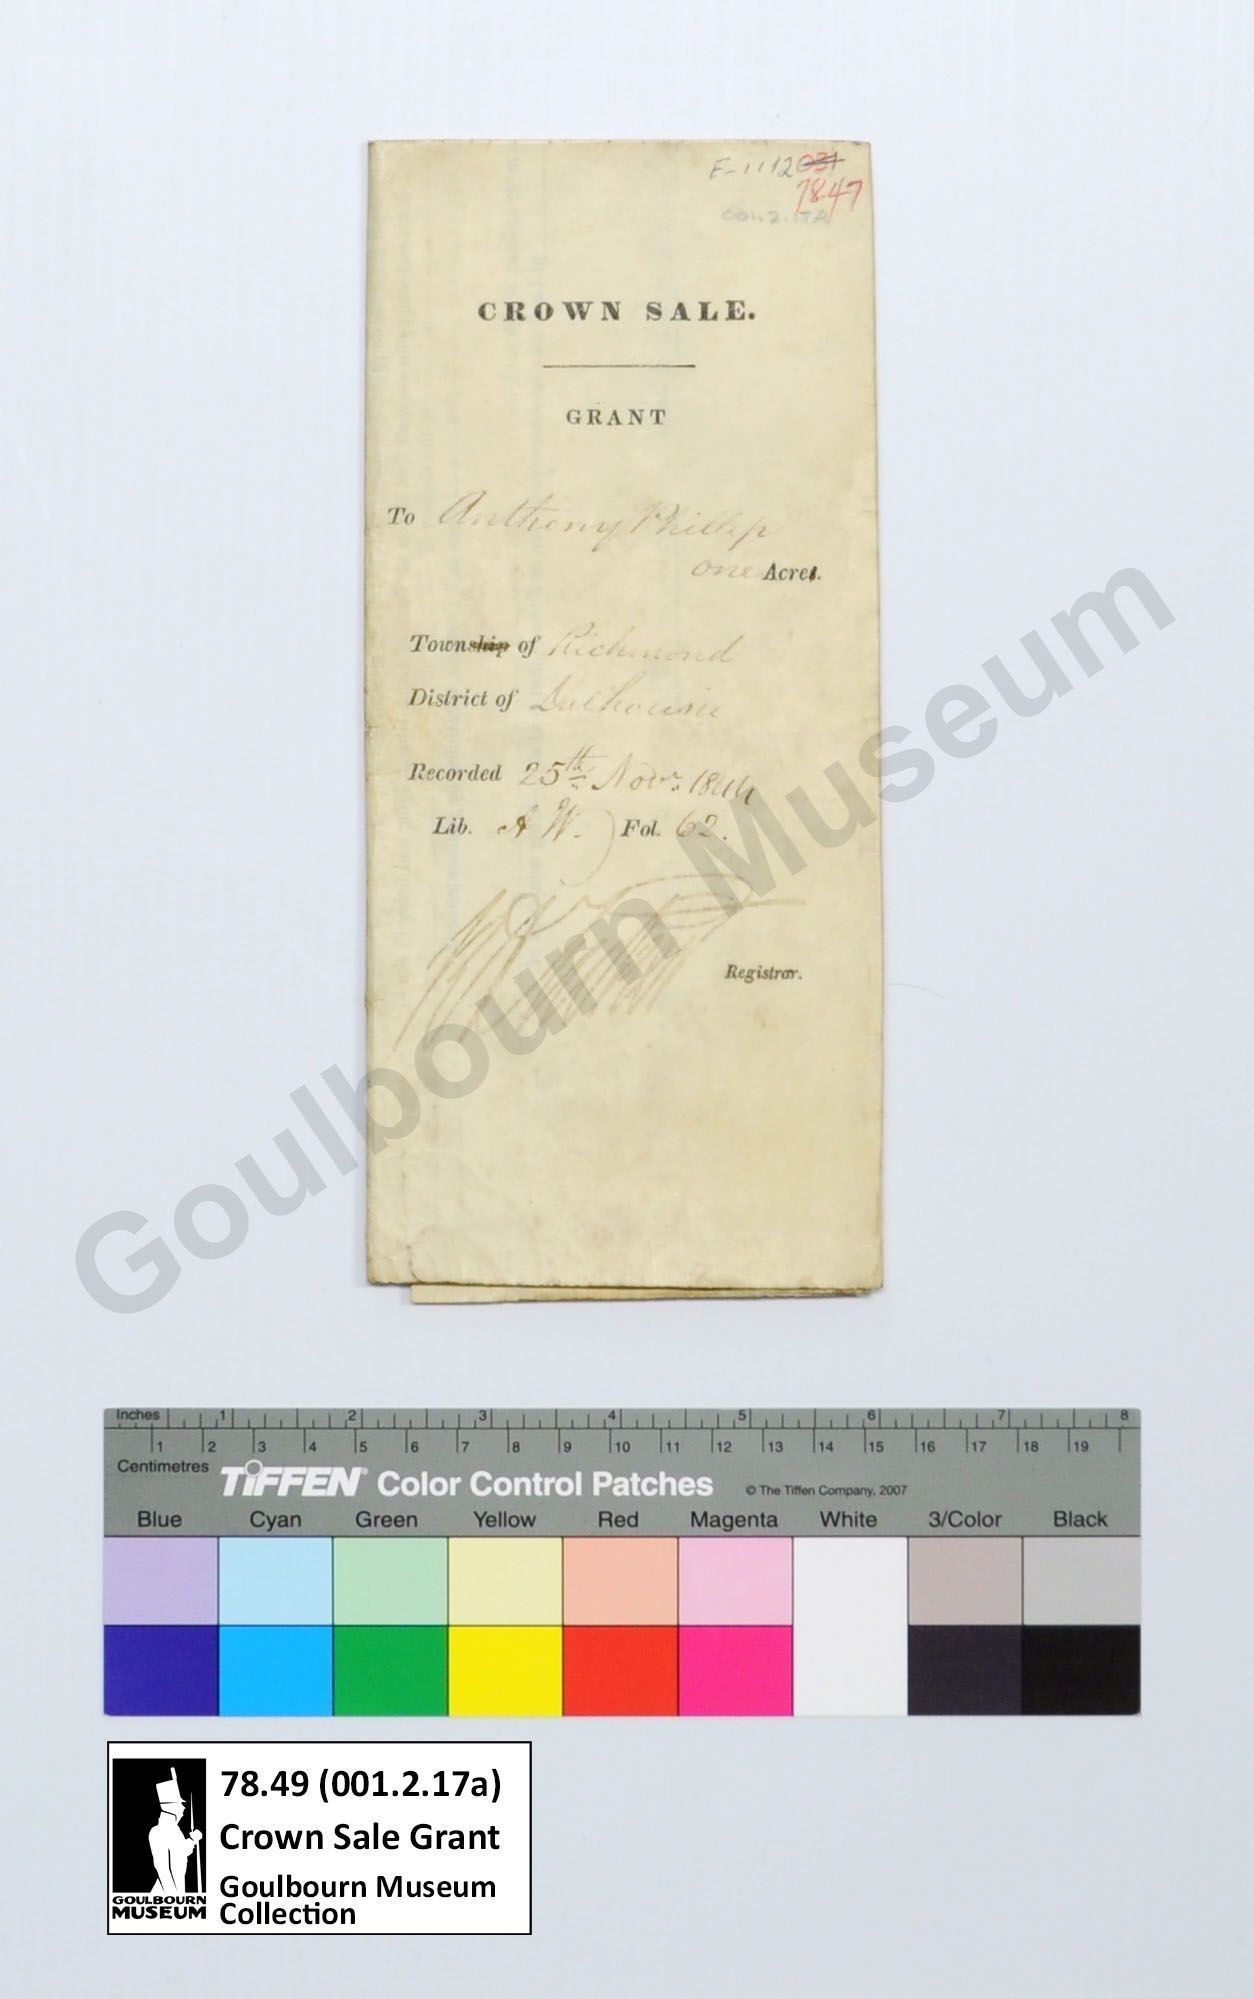 E-1112 031
78.47
001.2.17A
CROWN SALE.
GRANT
To Anthony Phillip
one Acre.
Township of Richmond
District of Dalhousie
Recorded 25th Novr. 1844
Lib. A W. Fol. 62.
Registrar.
Goulbourn Museum
Inches 1 2 3 4 5 6 7 8
1 2 3 4 5 6 7 8 9 10 11 12 13 14 15 16 17 18 19
Centimetres TIFFEN® Color Control Patches © The Tiffen Company, 2007
Blue Cyan Green Yellow Red Magenta White 3/Color Black
78.49 (001.2.17a)
Crown Sale Grant
Goulbourn Museum
Collection
GOULBOURN
MUSEUM